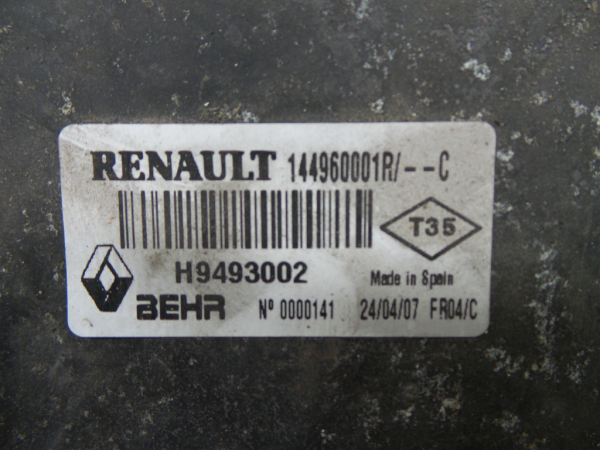 RENAULT 144960001R/--C
T35
H9493002 Made in Spain
BEHR Nº 0000141 24/04/07 FR04/C